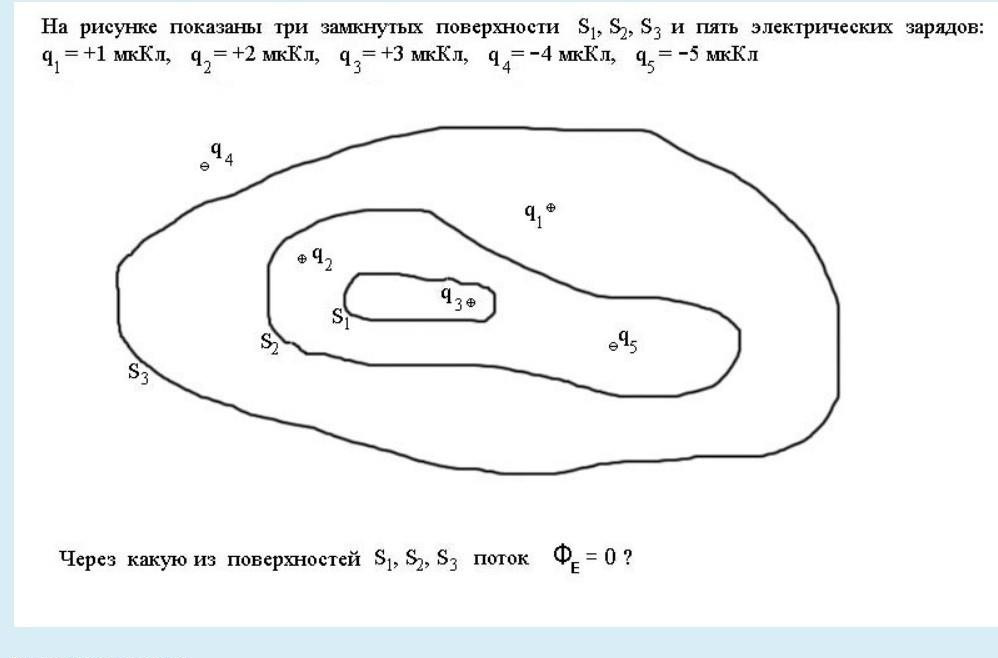 На рисунке показаны три замкнутых поверхности S₁, S₂, S₃ и пять электрических зарядов:
q₁ = +1 мкКл, q₂ = +2 мкКл, q₃ = +3 мкКл, q₄ = −4 мкКл, q₅ = −5 мкКл
q₄
q₁
q₂
q₃
S₁
S₂
q₅
S₃
Через какую из поверхностей S₁, S₂, S₃ поток Ф_E = 0 ?